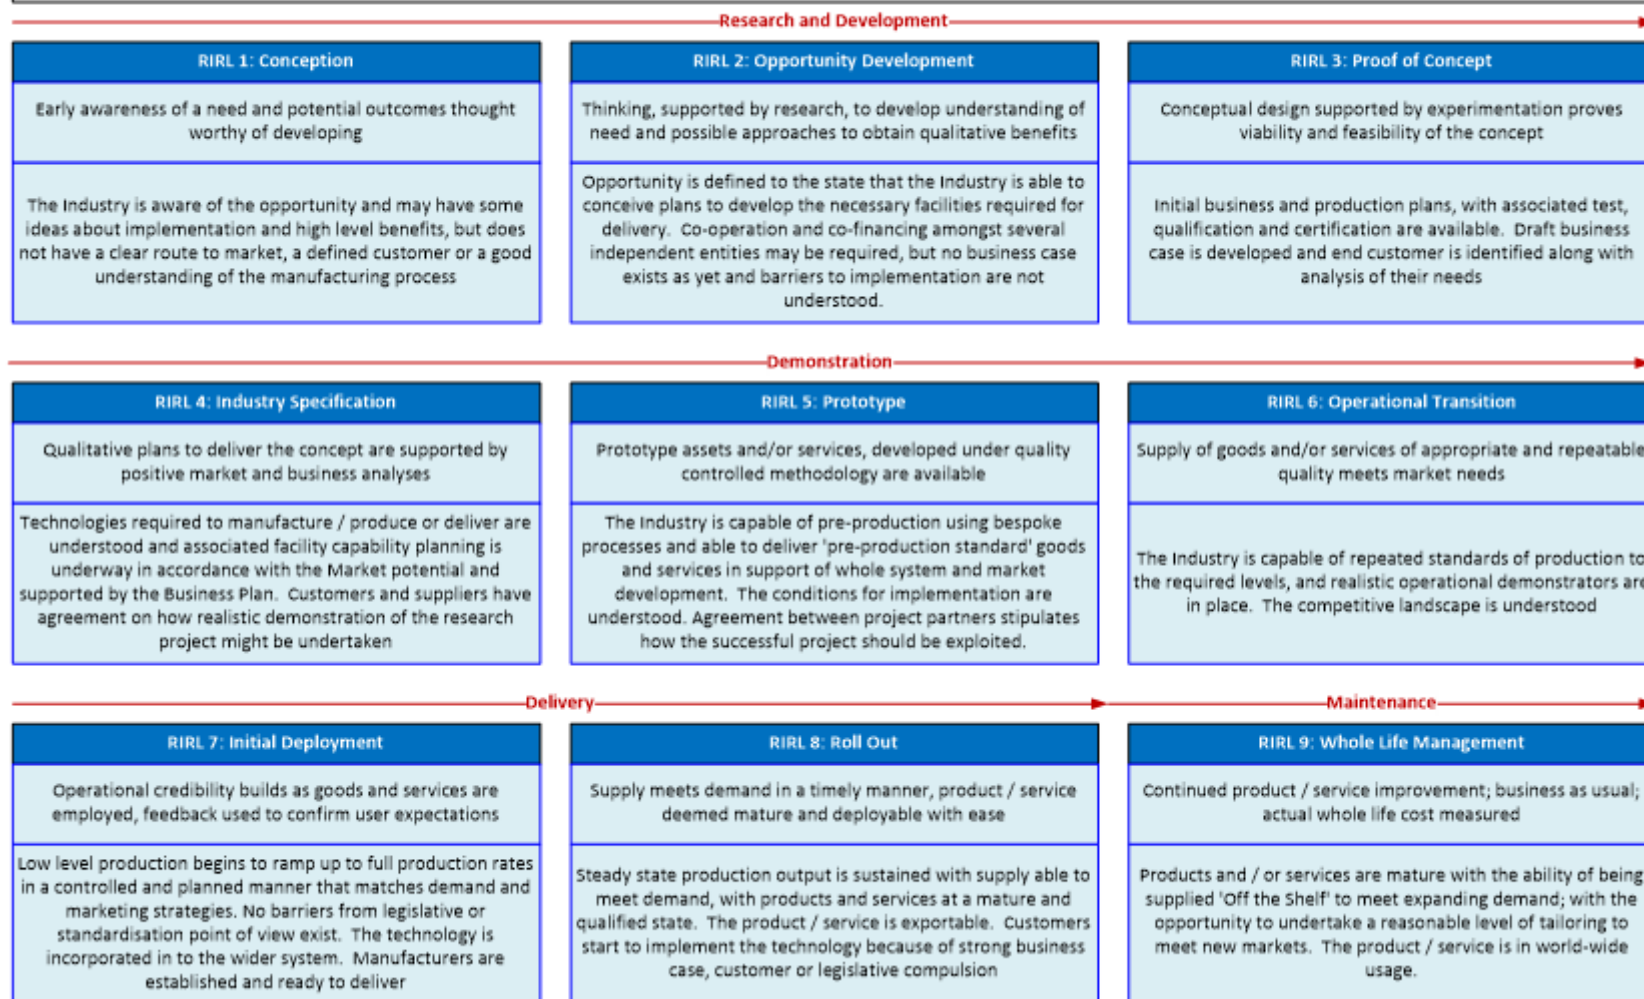 Research and Development
RIRL 1: Conception
Early awareness of a need and potential outcomes thought
worthy of developing
The Industry is aware of the opportunity and may have some
ideas about implementation and high level benefits, but does
not have a clear route to market, a defined customer or a good
understanding of the manufacturing process
RIRL 2: Opportunity Development
Thinking, supported by research, to develop understanding of
need and possible approaches to obtain qualitative benefits
Opportunity is defined to the state that the Industry is able to
conceive plans to develop the necessary facilities required for
delivery. Co-operation and co-financing amongst several
independent entities may be required, but no business case
exists as yet and barriers to implementation are not
understood.
RIRL 3: Proof of Concept
Conceptual design supported by experimentation proves
viability and feasibility of the concept
Initial business and production plans, with associated test,
qualification and certification are available. Draft business
case is developed and end customer is identified along with
analysis of their needs
Demonstration
RIRL 4: Industry Specification
Qualitative plans to deliver the concept are supported by
positive market and business analyses
Technologies required to manufacture / produce or deliver are
understood and associated facility capability planning is
underway in accordance with the Market potential and
supported by the Business Plan. Customers and suppliers have
agreement on how realistic demonstration of the research
project might be undertaken
RIRL 5: Prototype
Prototype assets and/or services, developed under quality
controlled methodology are available
The Industry is capable of pre-production using bespoke
processes and able to deliver 'pre-production standard' goods
and services in support of whole system and market
development. The conditions for implementation are
understood. Agreement between project partners stipulates
how the successful project should be exploited.
RIRL 6: Operational Transition
Supply of goods and/or services of appropriate and repeatable
quality meets market needs
The Industry is capable of repeated standards of production to
the required levels, and realistic operational demonstrators are
in place. The competitive landscape is understood
Delivery
Maintenance
RIRL 7: Initial Deployment
Operational credibility builds as goods and services are
employed, feedback used to confirm user expectations
Low level production begins to ramp up to full production rates
in a controlled and planned manner that matches demand and
marketing strategies. No barriers from legislative or
standardisation point of view exist. The technology is
incorporated in to the wider system. Manufacturers are
established and ready to deliver
RIRL 8: Roll Out
Supply meets demand in a timely manner, product / service
deemed mature and deployable with ease
Steady state production output is sustained with supply able to
meet demand, with products and services at a mature and
qualified state. The product / service is exportable. Customers
start to implement the technology because of strong business
case, customer or legislative compulsion
RIRL 9: Whole Life Management
Continued product / service improvement; business as usual;
actual whole life cost measured
Products and / or services are mature with the ability of being
supplied 'Off the Shelf' to meet expanding demand; with the
opportunity to undertake a reasonable level of tailoring to
meet new markets. The product / service is in world-wide
usage.